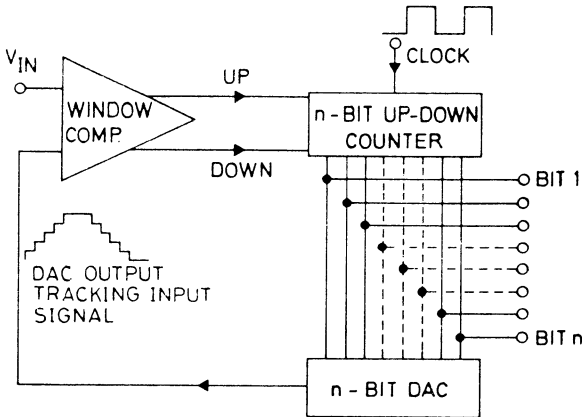 V_IN
WINDOW
COMP.
UP
DOWN
CLOCK
n-BIT UP-DOWN
COUNTER
BIT 1
BIT n
DAC OUTPUT
TRACKING INPUT
SIGNAL
n-BIT DAC